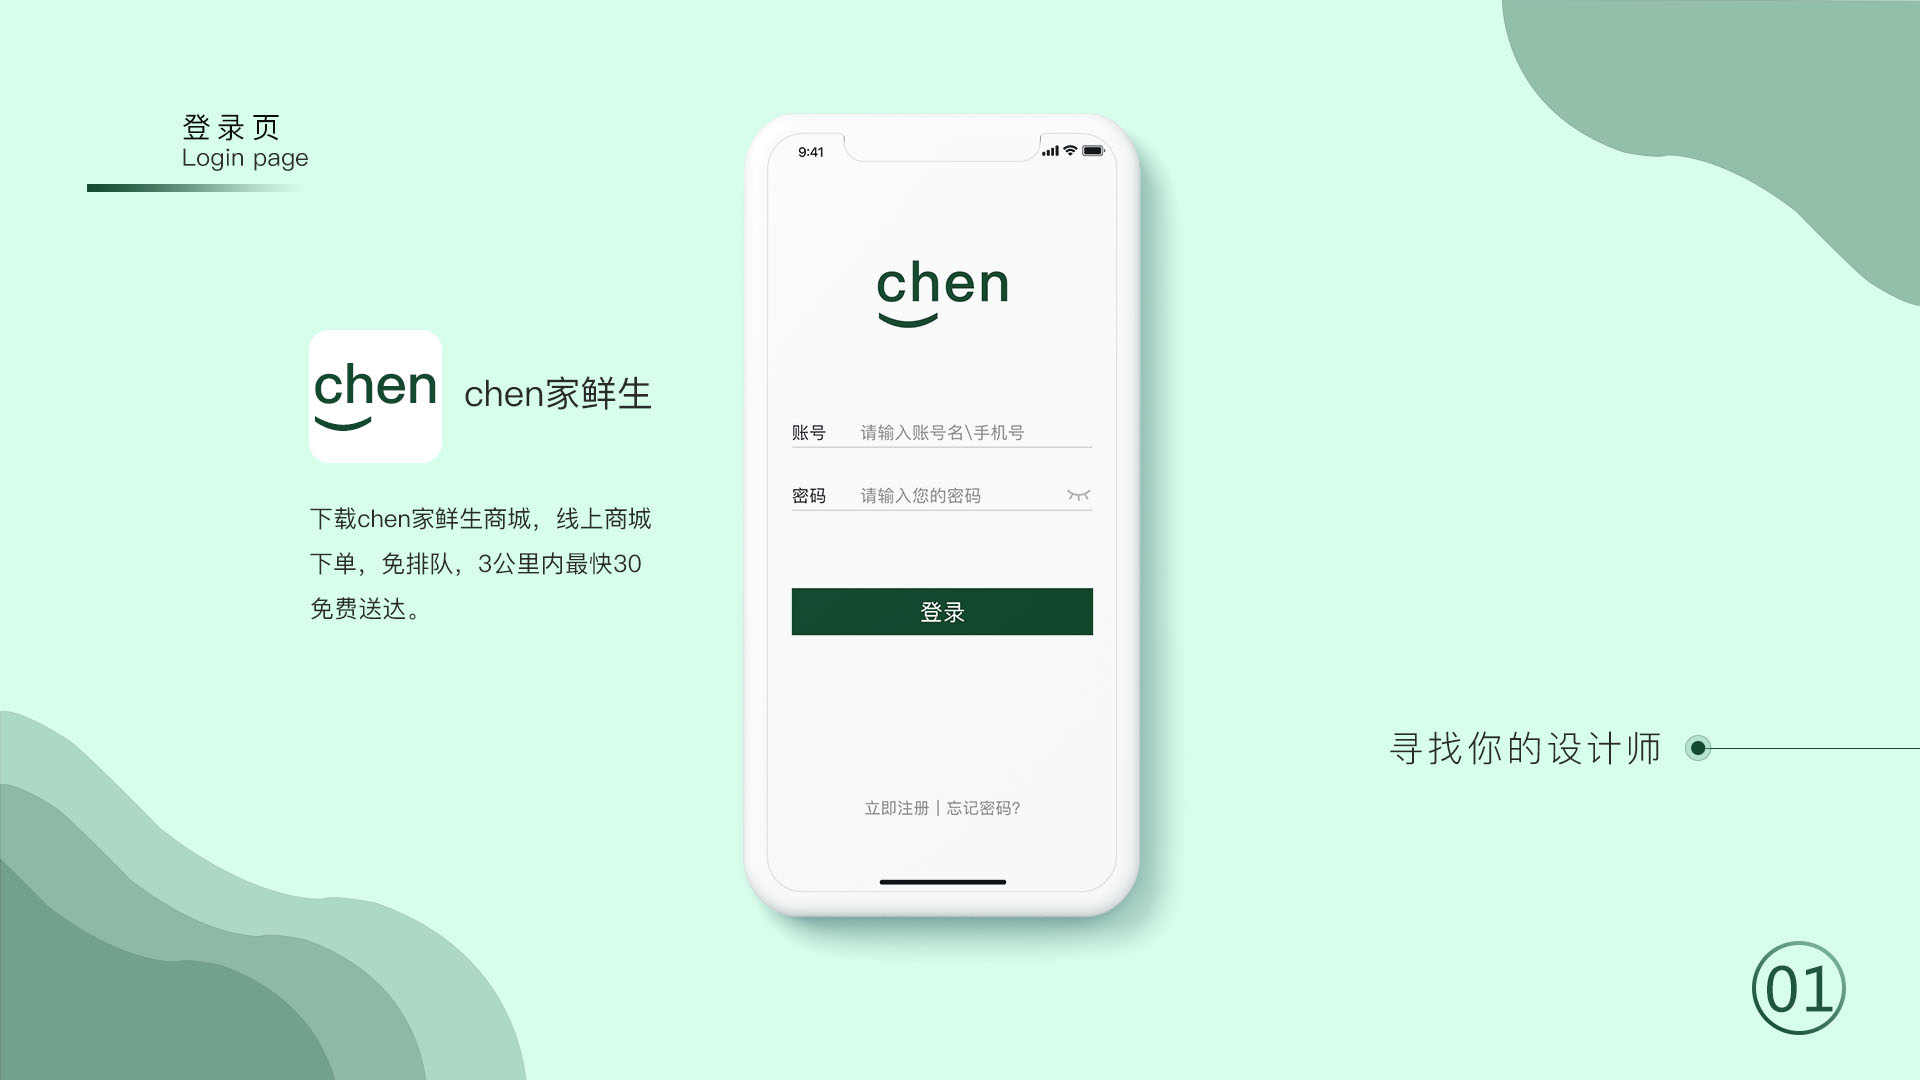 登录页
Login page
9:41
chen
chen
chen家鲜生
账号 请输入账号名\手机号
密码 请输入您的密码
下载chen家鲜生商城，线上商城
下单，免排队，3公里内最快30
免费送达。
登录
寻找你的设计师
立即注册 | 忘记密码?
01